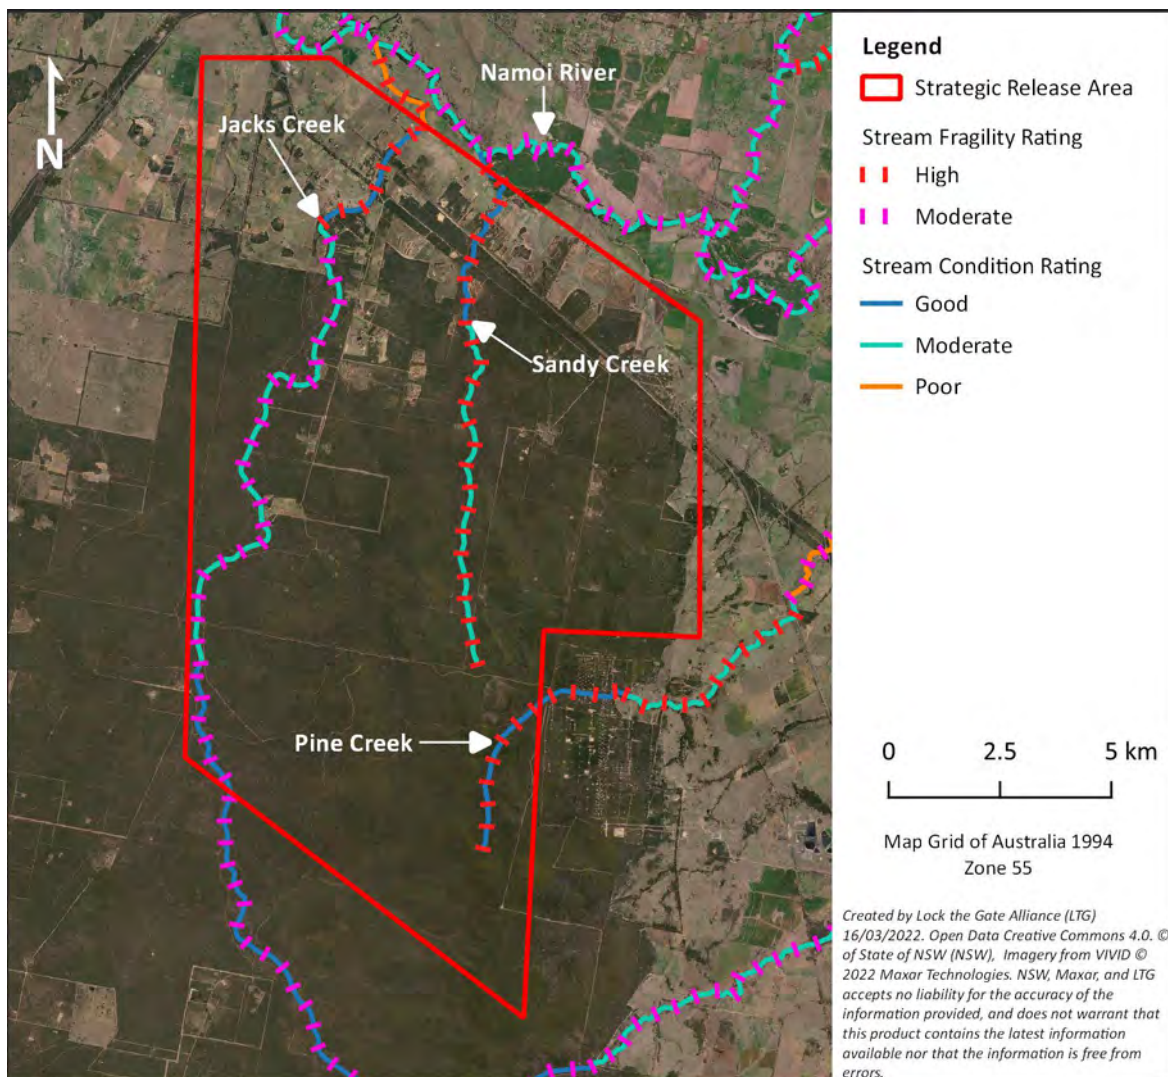 N
Namoi River
Jacks Creek
Sandy Creek
Pine Creek
Legend
Strategic Release Area
Stream Fragility Rating
High
Moderate
Stream Condition Rating
Good
Moderate
Poor
0 2.5 5 km
Map Grid of Australia 1994
Zone 55
Created by Lock the Gate Alliance (LTG)
16/03/2022. Open Data Creative Commons 4.0. ©
of State of NSW (NSW), Imagery from VIVID ©
2022 Maxar Technologies. NSW, Maxar, and LTG
accepts no liability for the accuracy of the
information provided, and does not warrant that
this product contains the latest information
available nor that the information is free from
errors.